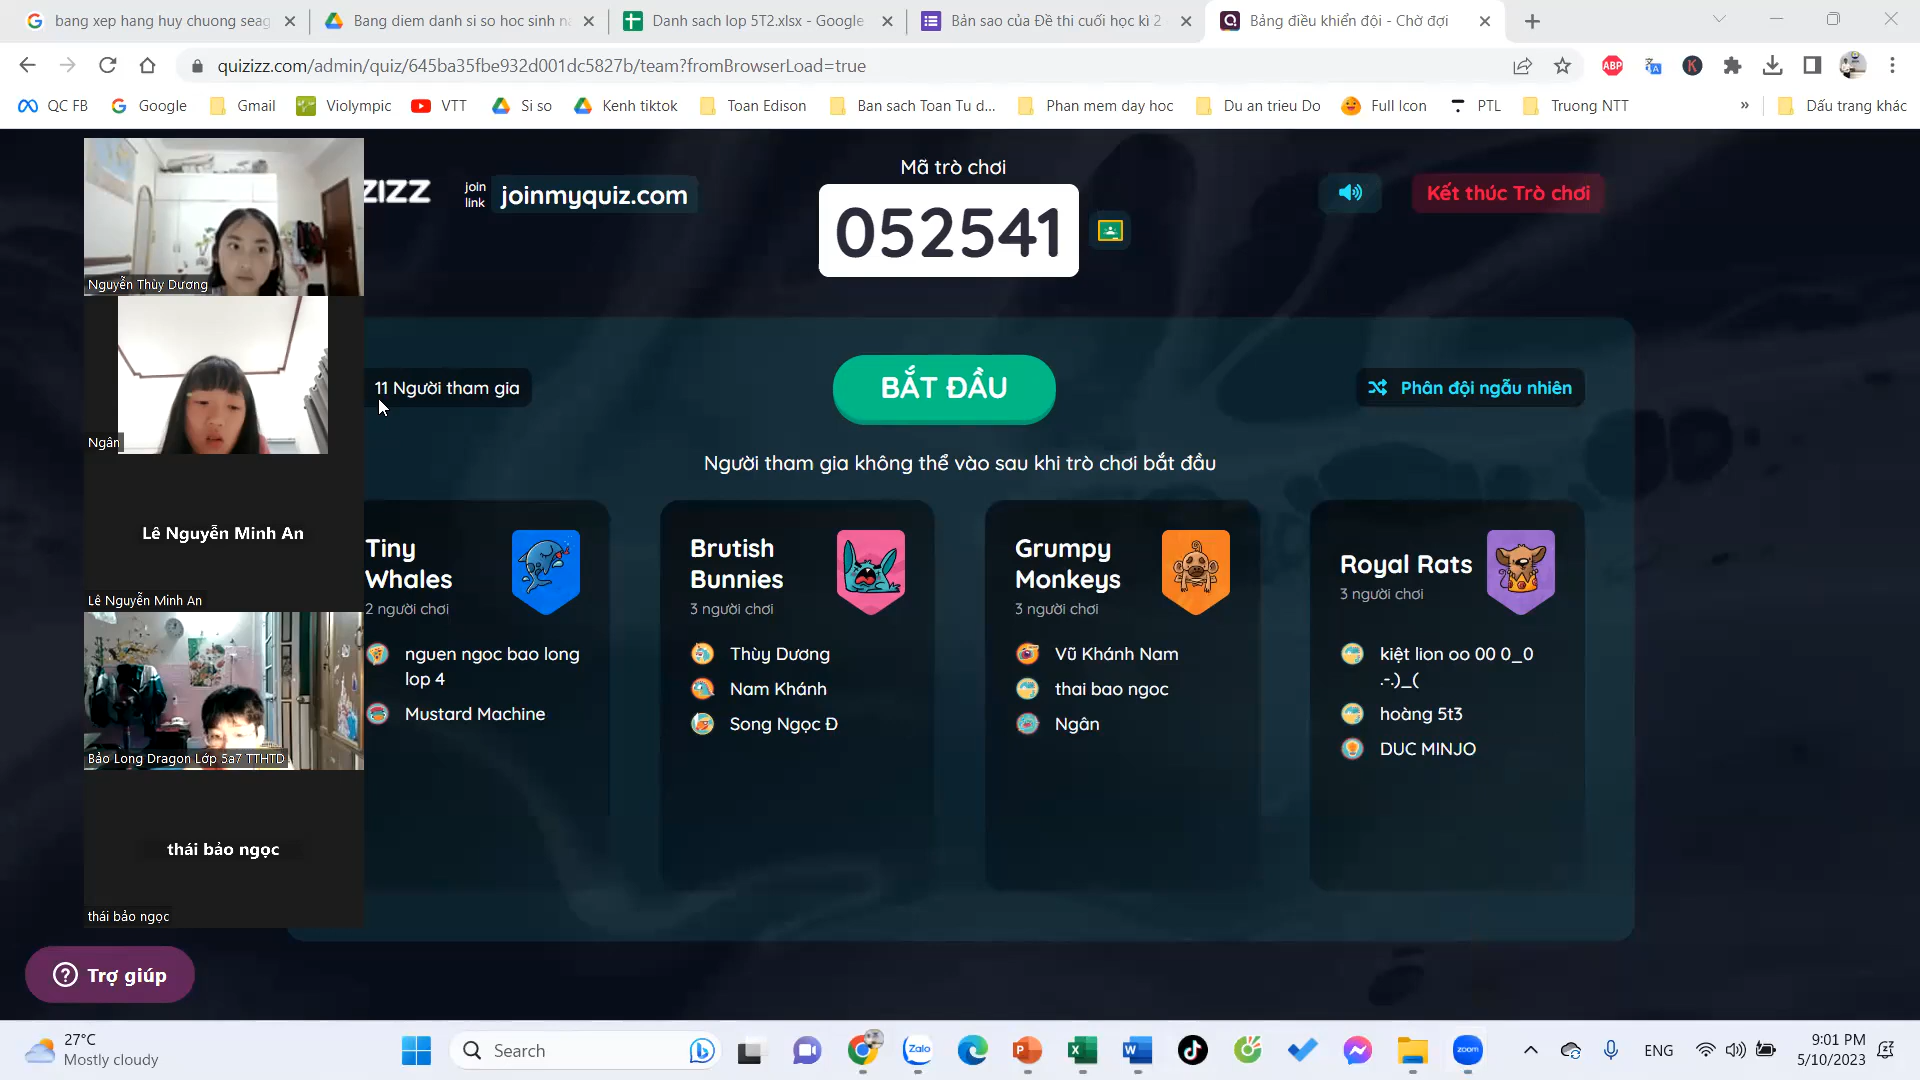 bang xep hang huy chuong seag
Bang diem danh si so hoc sinh n
Danh sach lop 5T2.xlsx - Google
Bản sao của Đề thi cuối học kì 2
Bảng điều khiển đội - Chờ đợi
quizizz.com/admin/quiz/645ba35fbe932d001dc5827b/team?fromBrowserLoad=true
ABP
K
QC FB
Google
Gmail
Violympic
VTT
Si so
Kenh tiktok
Toan Edison
Ban sach Toan Tu d...
Phan mem day hoc
Du an trieu Do
Full Icon
PTL
Truong NTT
»
Dấu trang khác
ZIZZ
join link
joinmyquiz.com
Mã trò chơi
052541
Kết thúc Trò chơi
Nguyễn Thùy Dương
Ngân
Lê Nguyễn Minh An
Lê Nguyễn Minh An
Bảo Long Dragon Lớp 5a7 TTHTD
thái bảo ngọc
thái bảo ngọc
11 Người tham gia
BẮT ĐẦU
Phân đội ngẫu nhiên
Người tham gia không thể vào sau khi trò chơi bắt đầu
Tiny
Whales
2 người chơi
nguen ngoc bao long
lop 4
Mustard Machine
Brutish
Bunnies
3 người chơi
Thùy Dương
Nam Khánh
Song Ngọc Đ
Grumpy
Monkeys
3 người chơi
Vũ Khánh Nam
thai bao ngoc
Ngân
Royal Rats
3 người chơi
kiệt lion oo 00 0_0
.-.)_(
hoàng 5t3
DUC MINJO
Trợ giúp
27°C
Mostly cloudy
Search
Zalo
zoom
ENG
9:01 PM
5/10/2023